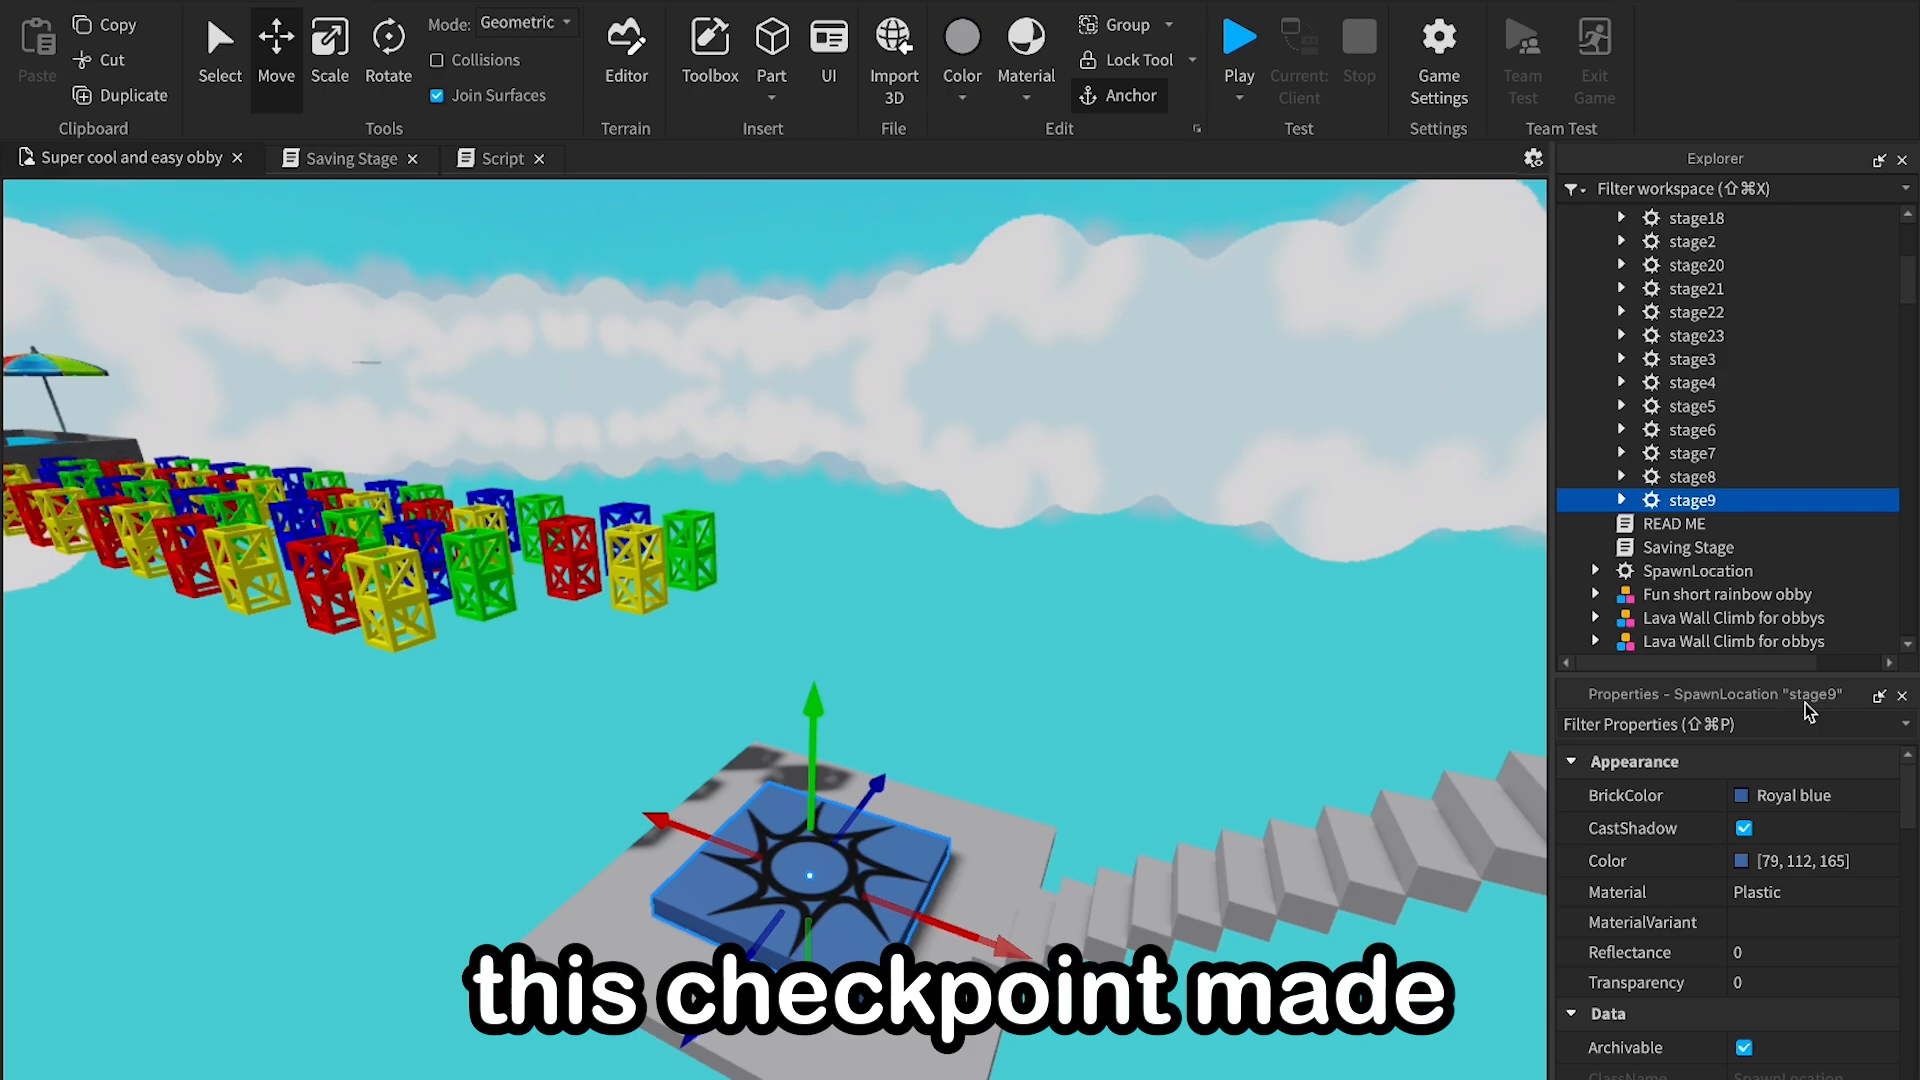 Paste
Copy
Cut
Duplicate
Clipboard
Select
Move
Scale
Rotate
Mode: Geometric
Collisions
Join Surfaces
Tools
Editor
Terrain
Toolbox
Part
UI
Insert
Import
3D
File
Color
Material
Group
Lock Tool
Anchor
Edit
Play
Current:
Client
Stop
Test
Game
Settings
Settings
Team
Test
Exit
Game
Team Test
Super cool and easy obby
Saving Stage
Script
Explorer
Filter workspace (⇧⌘X)
stage18
stage2
stage20
stage21
stage22
stage23
stage3
stage4
stage5
stage6
stage7
stage8
stage9
READ ME
Saving Stage
SpawnLocation
Fun short rainbow obby
Lava Wall Climb for obbys
Lava Wall Climb for obbys
Properties - SpawnLocation "stage9"
Filter Properties (⇧⌘P)
Appearance
BrickColor Royal blue
CastShadow
Color [79, 112, 165]
Material Plastic
MaterialVariant
Reflectance 0
Transparency 0
Data
Archivable
ClassName SpawnLocation
this checkpoint made